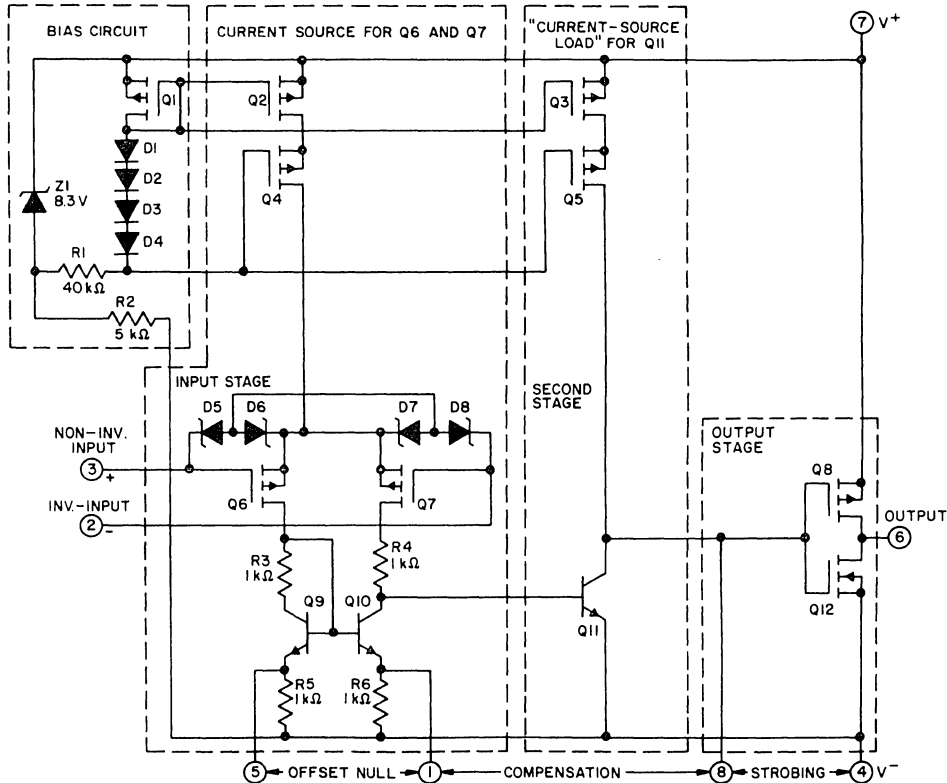 BIAS CIRCUIT
CURRENT SOURCE FOR Q6 AND Q7
"CURRENT-SOURCE
LOAD" FOR Q11
7 V+
Q1
Q2
Q3
D1
D2
D3
D4
Z1
8.3 V
Q4
Q5
R1
40 kΩ
R2
5 kΩ
INPUT STAGE
D5
D6
D7
D8
SECOND
STAGE
OUTPUT
STAGE
NON-INV.
INPUT
3 +
Q6
Q7
Q8
INV.-INPUT
2 -
OUTPUT
6
R3
1 kΩ
R4
1 kΩ
Q9
Q10
Q11
Q12
R5
1 kΩ
R6
1 kΩ
5 OFFSET NULL 1 COMPENSATION 8 STROBING 4 V-